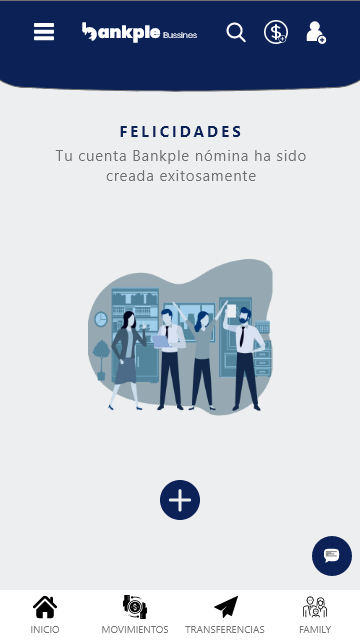 bankple Bussines
FELICIDADES
Tu cuenta Bankple nómina ha sido
creada exitosamente
INICIO
MOVIMIENTOS
TRANSFERENCIAS
FAMILY